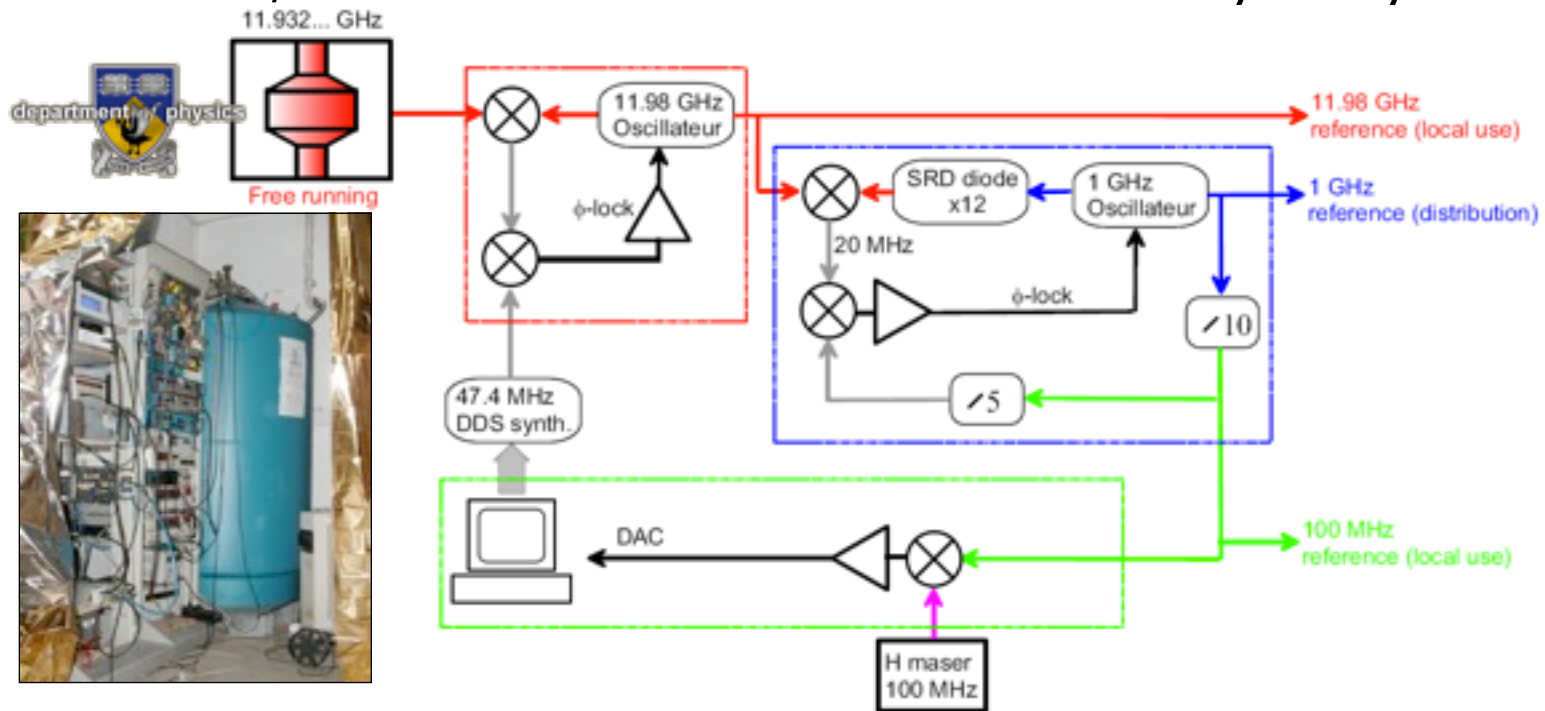 11.932... GHz
department of physics
Free running
11.98 GHz
Oscillateur
ϕ-lock
47.4 MHz
DDS synth.
11.98 GHz
reference (local use)
SRD diode
x12
1 GHz
Oscillateur
1 GHz
reference (distribution)
20 MHz
ϕ-lock
/10
/5
DAC
100 MHz
reference (local use)
H maser
100 MHz